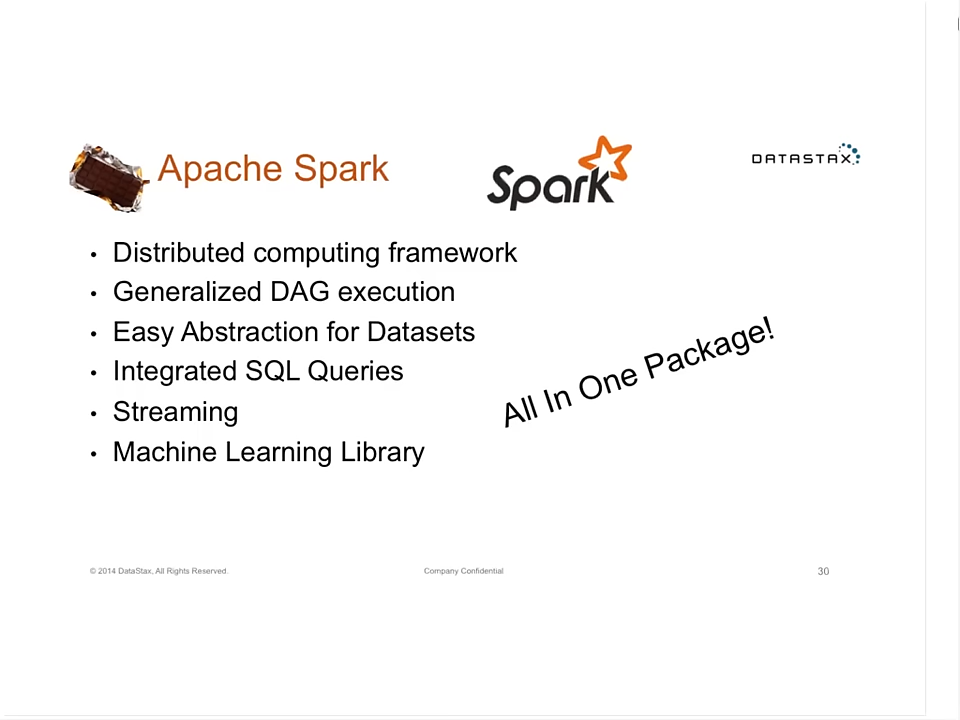 Apache Spark
Spark
DATASTAX
• Distributed computing framework
• Generalized DAG execution
• Easy Abstraction for Datasets
• Integrated SQL Queries
• Streaming
• Machine Learning Library
All In One Package!
© 2014 DataStax, All Rights Reserved.
Company Confidential
30